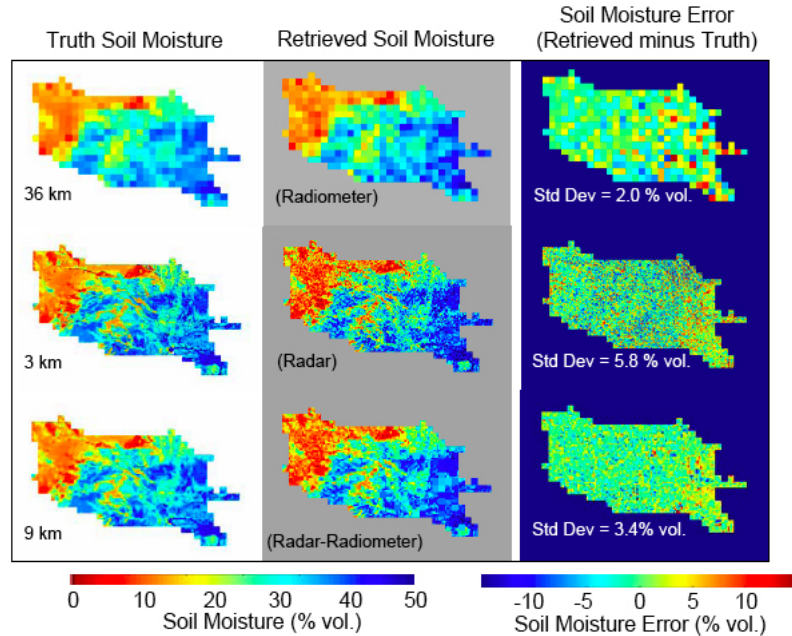 Truth Soil Moisture
Retrieved Soil Moisture
Soil Moisture Error
(Retrieved minus Truth)
36 km
(Radiometer)
Std Dev = 2.0 % vol.
3 km
(Radar)
Std Dev = 5.8 % vol.
9 km
(Radar-Radiometer)
Std Dev = 3.4% vol.
0 10 20 30 40 50
Soil Moisture (% vol.)
-10 -5 0 5 10
Soil Moisture Error (% vol.)